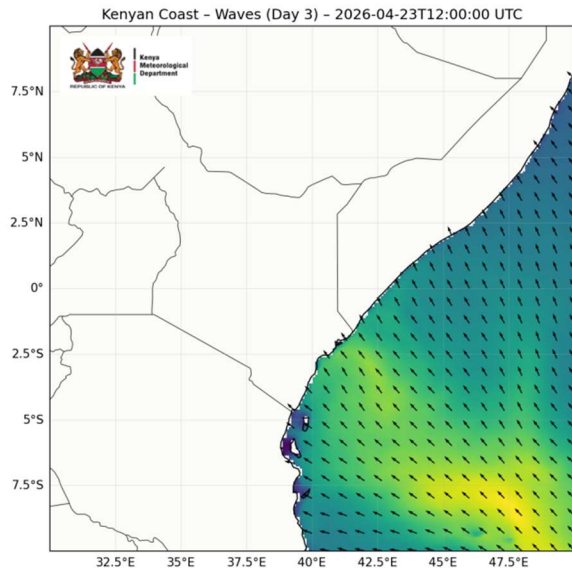 Kenyan Coast – Waves (Day 3) – 2026-04-23T12:00:00 UTC
Kenya
Meteorological
Department
REPUBLIC OF KENYA
7.5°N
5°N
2.5°N
0°
2.5°S
5°S
7.5°S
32.5°E 35°E 37.5°E 40°E 42.5°E 45°E 47.5°E